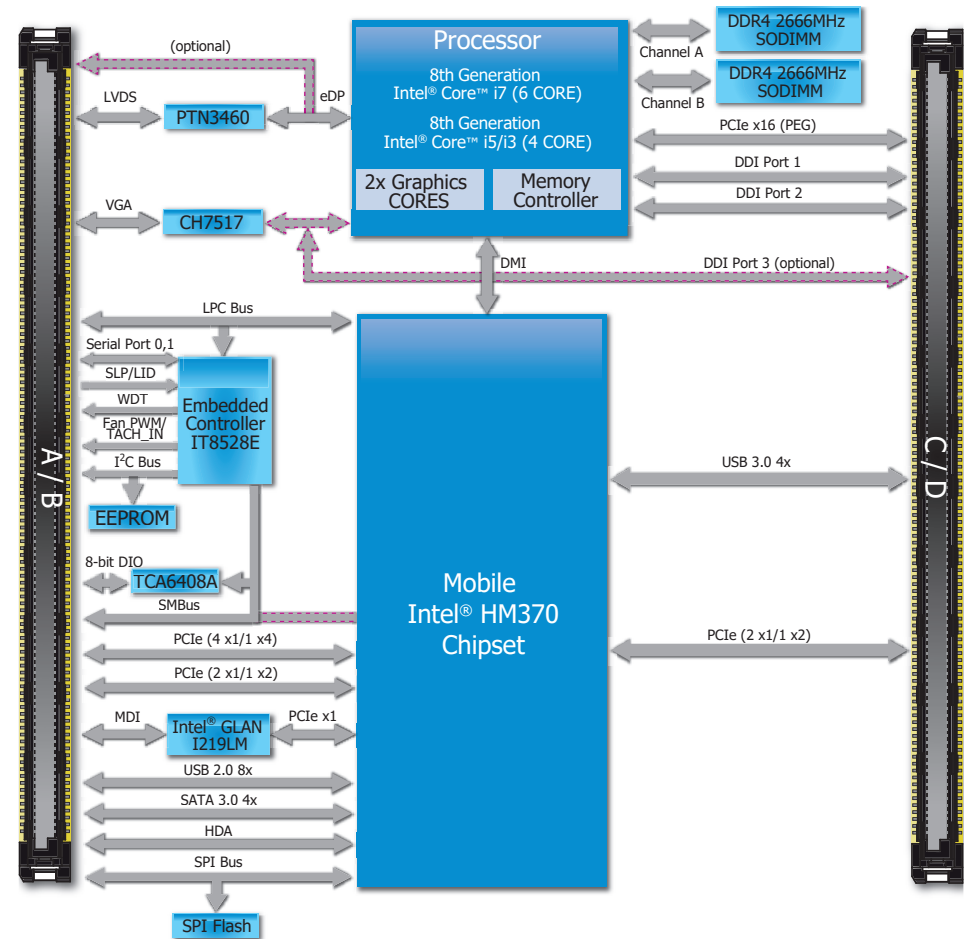 (optional)
LVDS
PTN3460
eDP
VGA
CH7517
Processor
8th Generation
Intel® Core™ i7 (6 CORE)
8th Generation
Intel® Core™ i5/i3 (4 CORE)
2x Graphics
CORES
Memory
Controller
Channel A
DDR4 2666MHz
SODIMM
Channel B
DDR4 2666MHz
SODIMM
PCIe x16 (PEG)
DDI Port 1
DDI Port 2
DMI
DDI Port 3 (optional)
LPC Bus
Serial Port 0,1
SLP/LID
WDT
Fan PWM/
TACH_IN
I²C Bus
Embedded
Controller
IT8528E
EEPROM
8-bit DIO
TCA6408A
SMBus
PCIe (4 x1/1 x4)
PCIe (2 x1/1 x2)
MDI
Intel® GLAN
I219LM
PCIe x1
USB 2.0 8x
SATA 3.0 4x
HDA
SPI Bus
SPI Flash
Mobile
Intel® HM370
Chipset
USB 3.0 4x
PCIe (2 x1/1 x2)
A / B
C / D